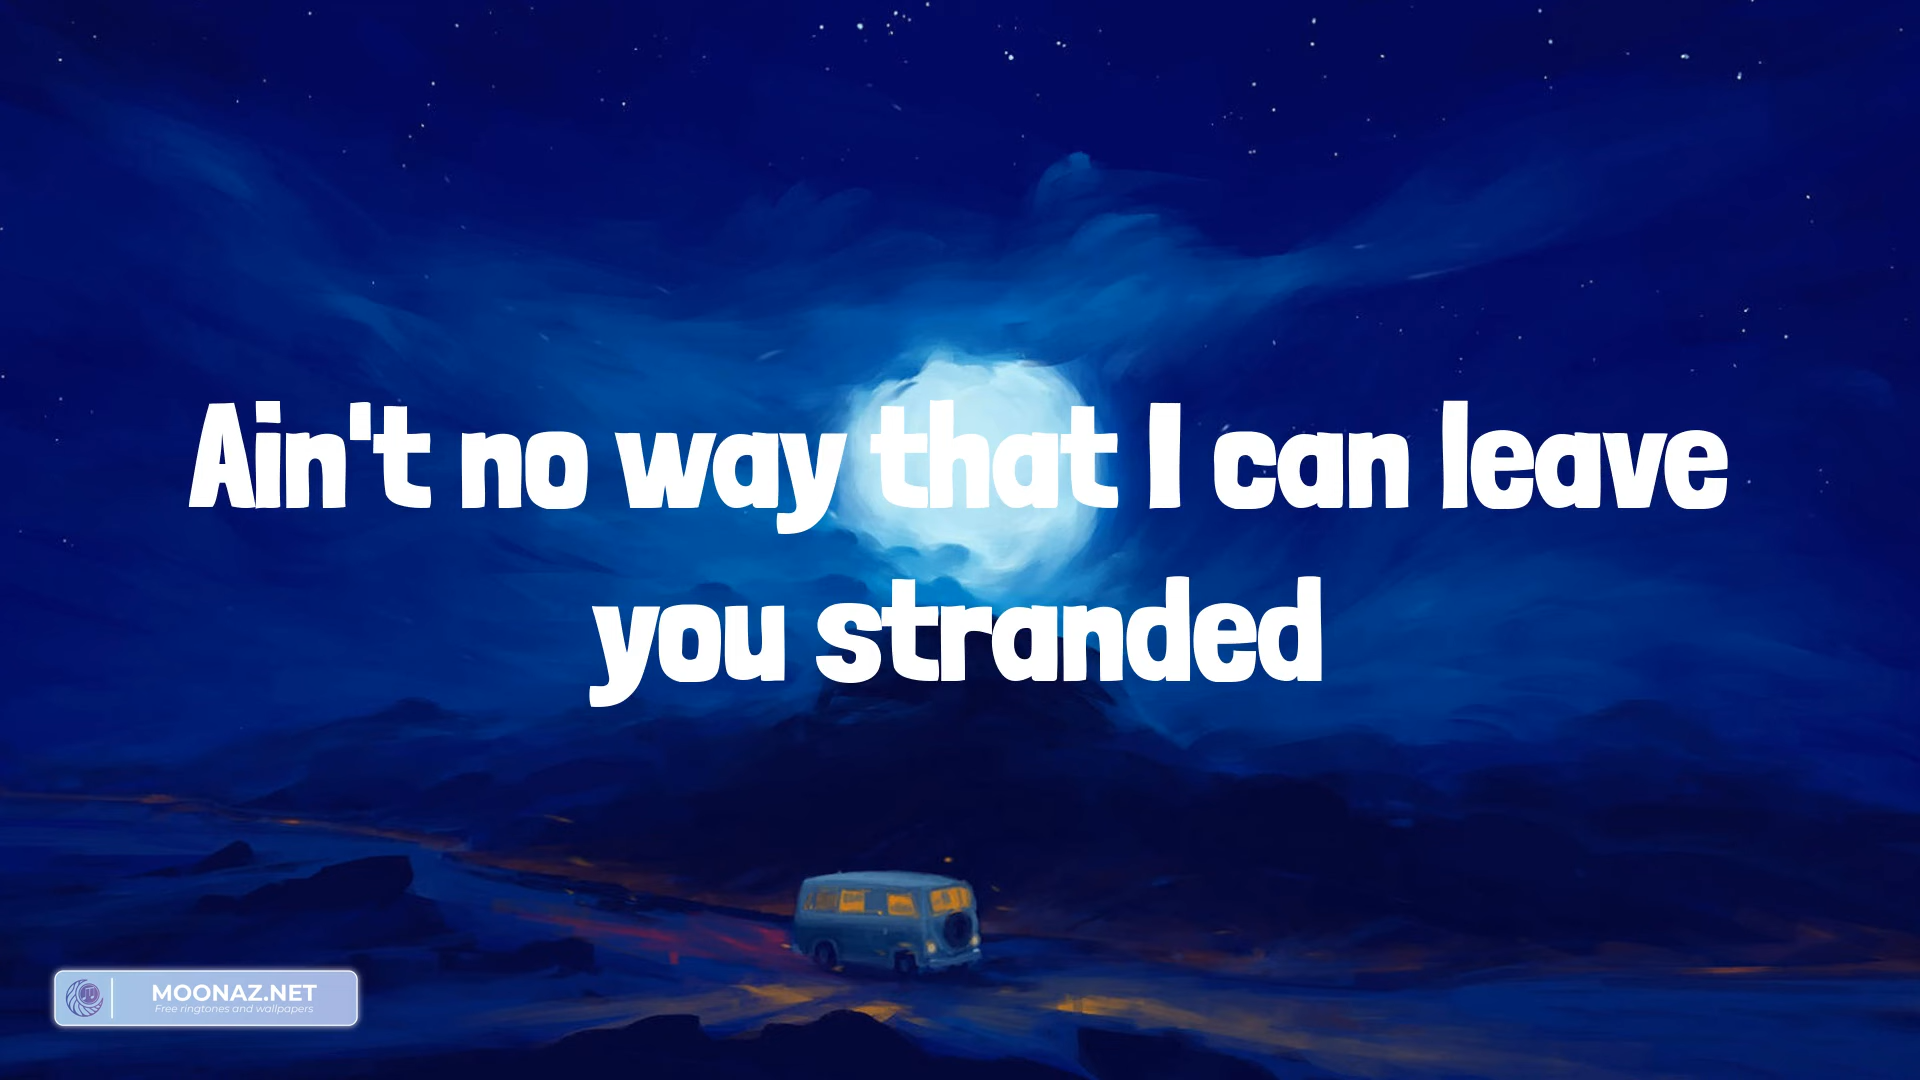 Ain't no way that I can leave
you stranded
MOONAZ.NET
Free ringtones and wallpapers